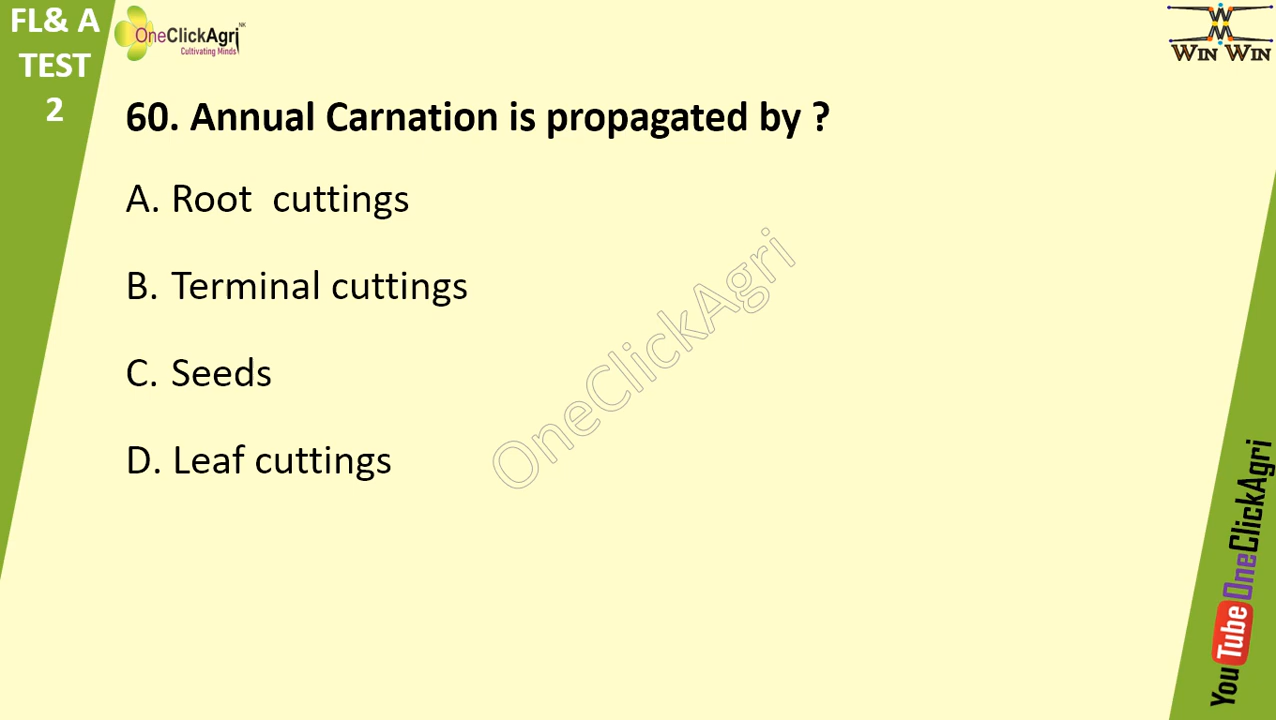 FL& A
TEST
2
OneClickAgri
NK
Cultivating Minds
WIN WIN
60. Annual Carnation is propagated by ?
A. Root cuttings
B. Terminal cuttings
C. Seeds
D. Leaf cuttings
OneClickAgri
YouTube OneClickAgri